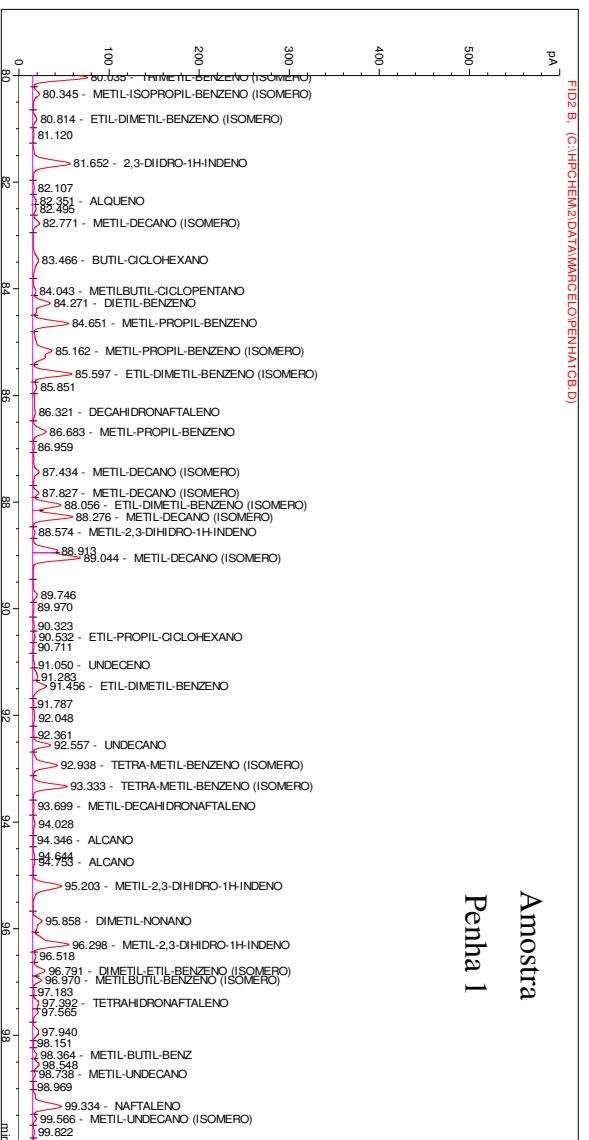 FID2 B, (C:\HPCHEM\2\DATA\MARCELO\PENHA1CB.D)
pA
500
400
300
200
100
0
Amostra
Penha 1
80.035 - TRIMETIL-BENZENO (ISOMERO)
80.345 - METIL-ISOPROPIL-BENZENO (ISOMERO)
80.814 - ETIL-DIMETIL-BENZENO (ISOMERO)
81.120
81.652 - 2,3-DIIDRO-1H-INDENO
82.107
82.351 - ALQUENO
82.495
82.771 - METIL-DECANO (ISOMERO)
83.466 - BUTIL-CICLOHEXANO
84.043 - METILBUTIL-CICLOPENTANO
84.271 - DIETIL-BENZENO
84.651 - METIL-PROPIL-BENZENO
85.162 - METIL-PROPIL-BENZENO (ISOMERO)
85.597 - ETIL-DIMETIL-BENZENO (ISOMERO)
85.851
86.321 - DECAHIDRONAFTALENO
86.683 - METIL-PROPIL-BENZENO
86.959
87.434 - METIL-DECANO (ISOMERO)
87.827 - METIL-DECANO (ISOMERO)
88.056 - ETIL-DIMETIL-BENZENO (ISOMERO)
88.276 - METIL-DECANO (ISOMERO)
88.574 - METIL-2,3-DIHIDRO-1H-INDENO
88.913
89.044 - METIL-DECANO (ISOMERO)
89.746
89.970
90.323
90.532 - ETIL-PROPIL-CICLOHEXANO
90.711
91.050 - UNDECENO
91.283
91.456 - ETIL-DIMETIL-BENZENO
91.787
92.048
92.361
92.557 - UNDECANO
92.938 - TETRA-METIL-BENZENO (ISOMERO)
93.333 - TETRA-METIL-BENZENO (ISOMERO)
93.699 - METIL-DECAHIDRONAFTALENO
94.028
94.346 - ALCANO
94.644
94.753 - ALCANO
95.203 - METIL-2,3-DIHIDRO-1H-INDENO
95.858 - DIMETIL-NONANO
96.298 - METIL-2,3-DIHIDRO-1H-INDENO
96.518
96.791 - DIMETIL-ETIL-BENZENO (ISOMERO)
96.970 - METILBUTIL-BENZENO (ISOMERO)
97.183
97.392 - TETRAHIDRONAFTALENO
97.565
97.940
98.151
98.364 - METIL-BUTIL-BENZ
98.548
98.738 - METIL-UNDECANO
98.969
99.334 - NAFTALENO
99.566 - METIL-UNDECANO (ISOMERO)
99.822
80
82
84
86
88
90
92
94
96
98
min